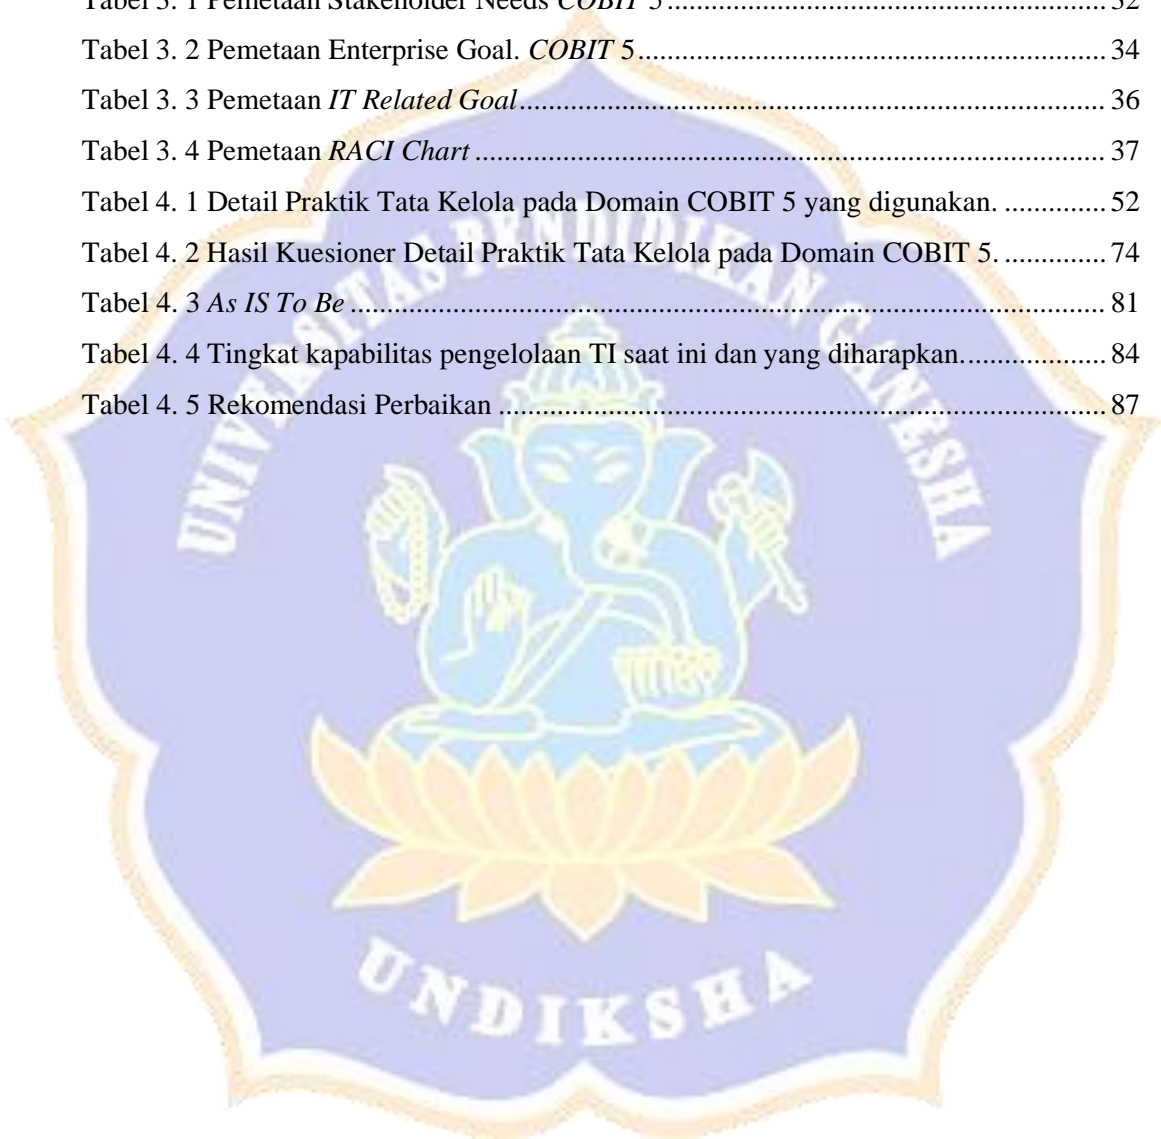 Tabel 3. 1 Pemetaan Stakeholder Needs COBIT 5........................................................... 32
Tabel 3. 2 Pemetaan Enterprise Goal. COBIT 5.............................................................. 34
Tabel 3. 3 Pemetaan IT Related Goal.............................................................................. 36
Tabel 3. 4 Pemetaan RACI Chart .................................................................................... 37
Tabel 4. 1 Detail Praktik Tata Kelola pada Domain COBIT 5 yang digunakan. .............. 52
Tabel 4. 2 Hasil Kuesioner Detail Praktik Tata Kelola pada Domain COBIT 5. .............. 74
Tabel 4. 3 As IS To Be .................................................................................................... 81
Tabel 4. 4 Tingkat kapabilitas pengelolaan TI saat ini dan yang diharapkan................... 84
Tabel 4. 5 Rekomendasi Perbaikan ................................................................................. 87
UNIVERSITAS PENDIDIKAN GANESHA
UNDIKSHA